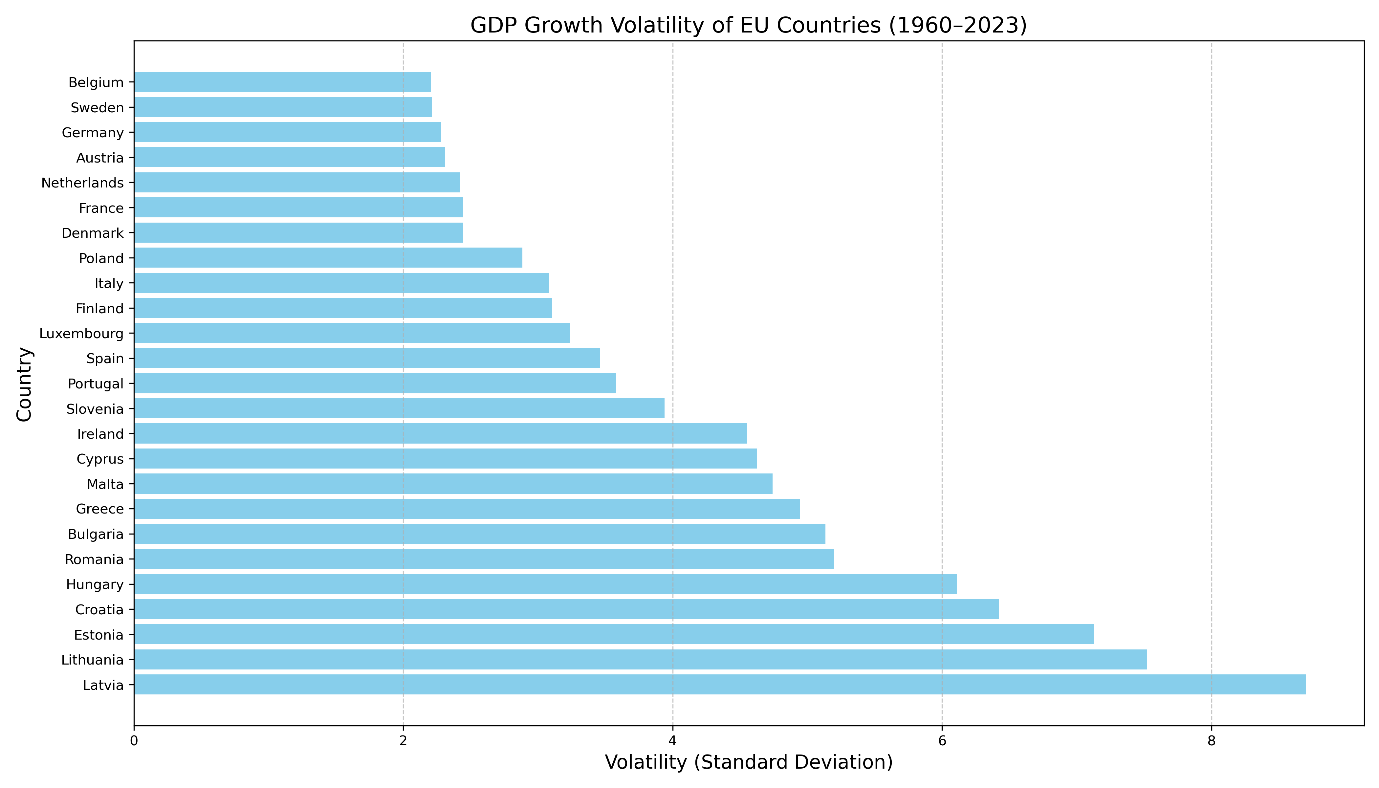 GDP Growth Volatility of EU Countries (1960–2023)
Country
Belgium
Sweden
Germany
Austria
Netherlands
France
Denmark
Poland
Italy
Finland
Luxembourg
Spain
Portugal
Slovenia
Ireland
Cyprus
Malta
Greece
Bulgaria
Romania
Hungary
Croatia
Estonia
Lithuania
Latvia
0 2 4 6 8
Volatility (Standard Deviation)